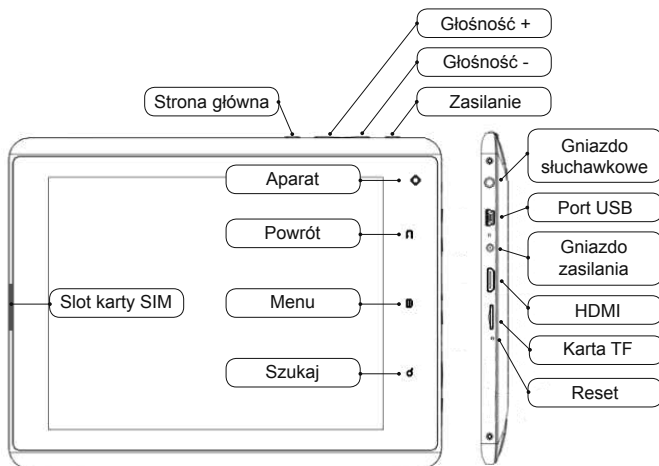 Głośność +
Głośność -
Strona główna
Zasilanie
Aparat
Powrót
Slot karty SIM
Menu
Szukaj
Gniazdo
słuchawkowe
Port USB
Gniazdo
zasilania
HDMI
Karta TF
Reset